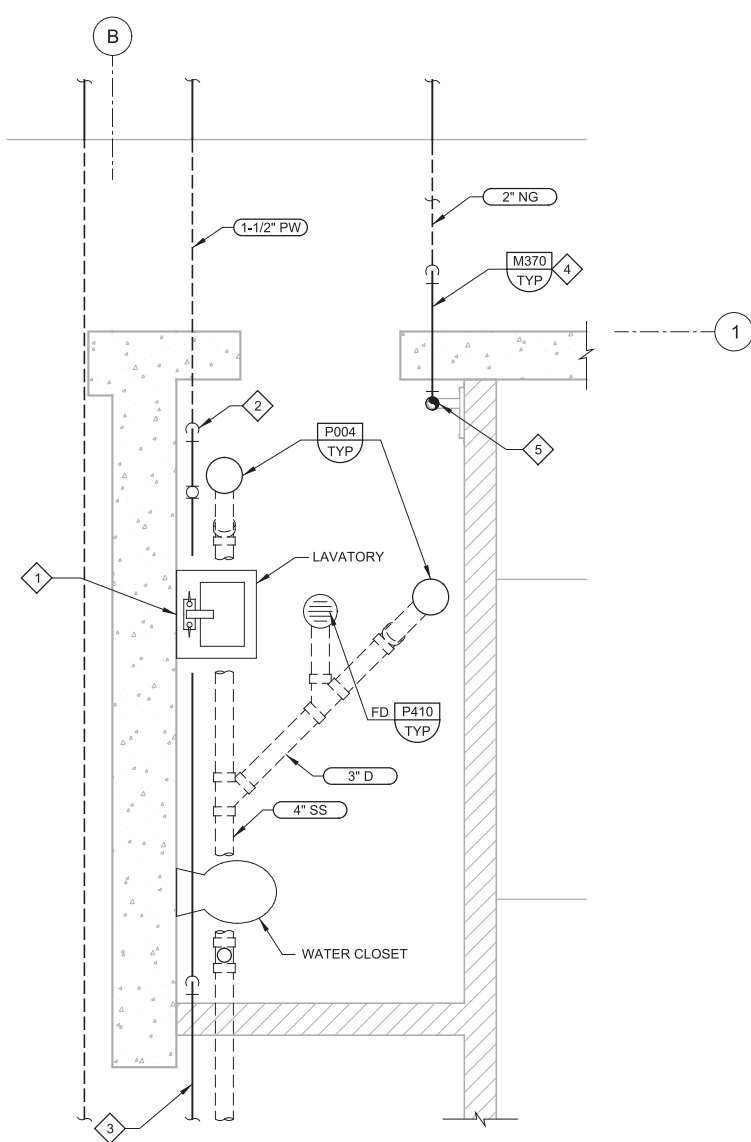 B
2" NG
1-1/2" PW
M370
TYP
4
1
2
P004
TYP
5
LAVATORY
1
FD
P410
TYP
3" D
4" SS
WATER CLOSET
3